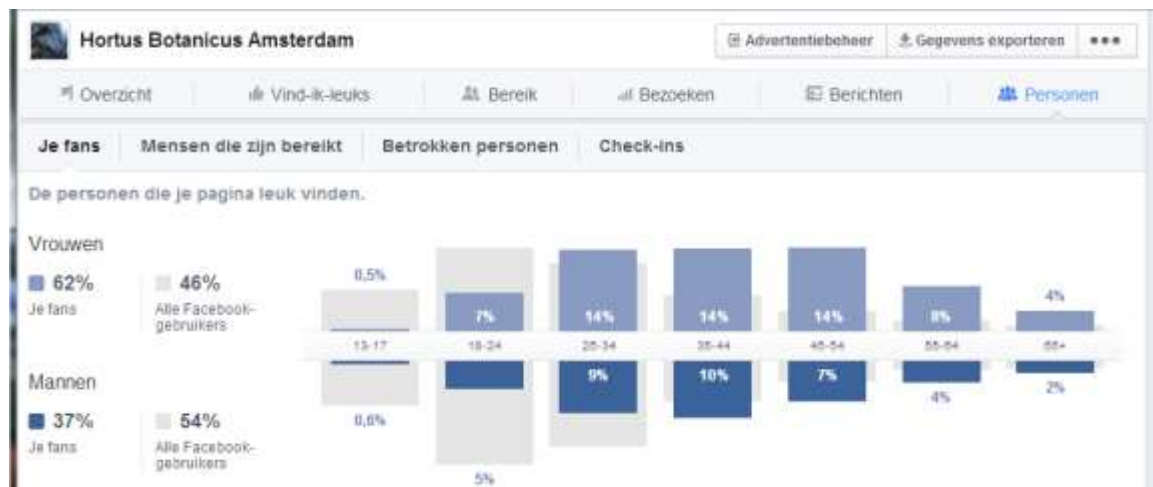 Hortus Botanicus Amsterdam
Advertentiebeheer Gegevens exporteren
Overzicht Vind-ik-leuks Bereik Bezoeken Berichten Personen
Je fans Mensen die zijn bereikt Betrokken personen Check-ins
De personen die je pagina leuk vinden.
Vrouwen
62% 46%
Je fans Alle Facebook-
gebruikers
0,5% 7% 14% 14% 14% 8% 4%
13-17 18-24 25-34 35-44 45-54 55-64 65+
Mannen
37% 54%
Je fans Alle Facebook-
gebruikers
0,6% 5% 9% 10% 7% 4% 2%